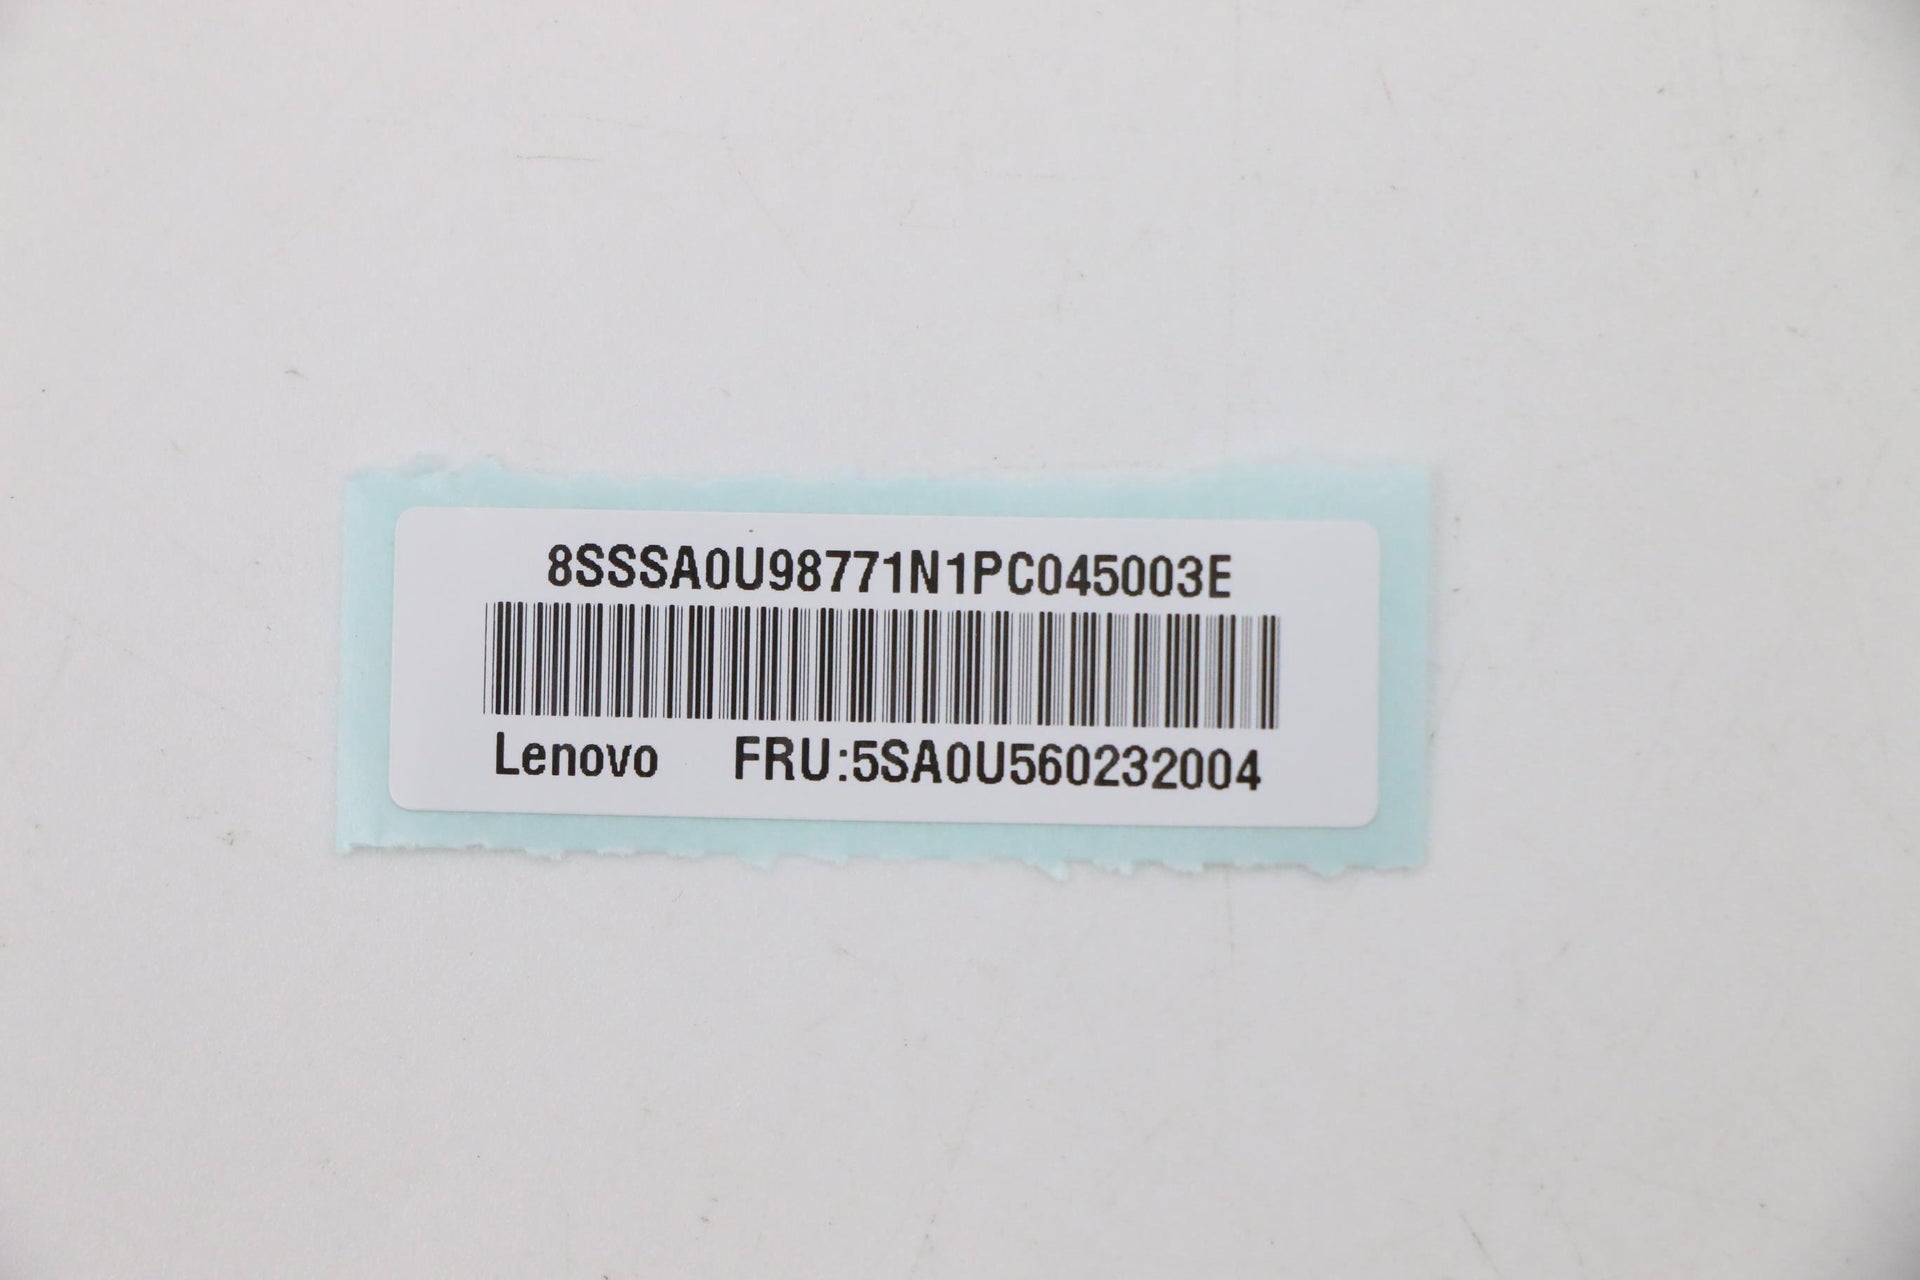 8SSSA0U98771N1PC045003E
Lenovo FRU:5SA0U560232004